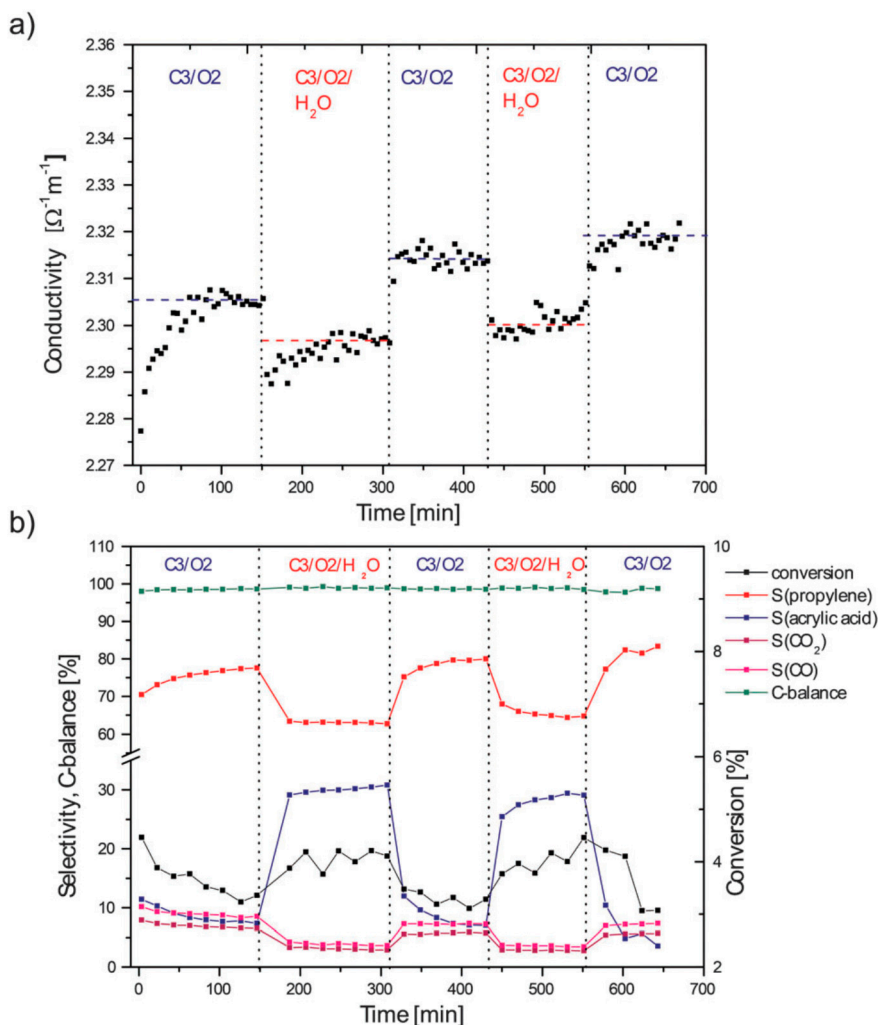 a)
2.36
2.35
2.34
2.33
2.32
2.31
2.30
2.29
2.28
2.27
Conductivity [Ω⁻¹m⁻¹]
C3/O2
C3/O2/
H₂O
C3/O2
C3/O2/
H₂O
C3/O2
0 100 200 300 400 500 600 700
Time [min]
b)
110
100
90
80
70
60
30
20
10
0
Selectivity, C-balance [%]
C3/O2
C3/O2/H₂O
C3/O2
C3/O2/H₂O
C3/O2
10
8
6
4
2
Conversion [%]
0 100 200 300 400 500 600 700
Time [min]
conversion
S(propylene)
S(acrylic acid)
S(CO₂)
S(CO)
C-balance